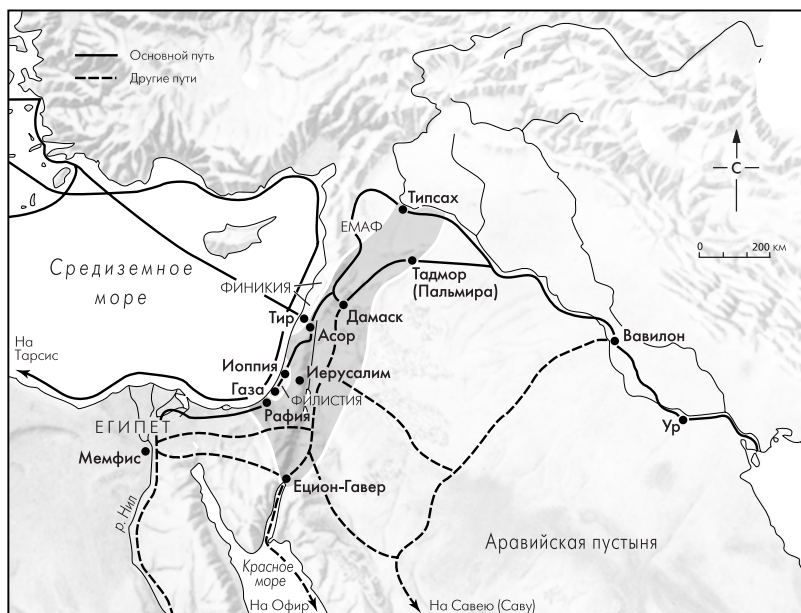 Основной путь
Другие пути
С
0 200 км
Типсах
ЕМАФ
Средиземное
море
Тадмор
(Пальмира)
ФИНИКИЯ
Тир
Дамаск
Асор
Вавилон
На
Тарсис
Иоппия
Иерусалим
Газа
ФИЛИСТИЯ
Рафия
ЕГИПЕТ
Ур
Мемфис
Ецион-Гавер
р. Нил
Аравийская пустыня
Красное
море
На Офир
На Савею (Саву)